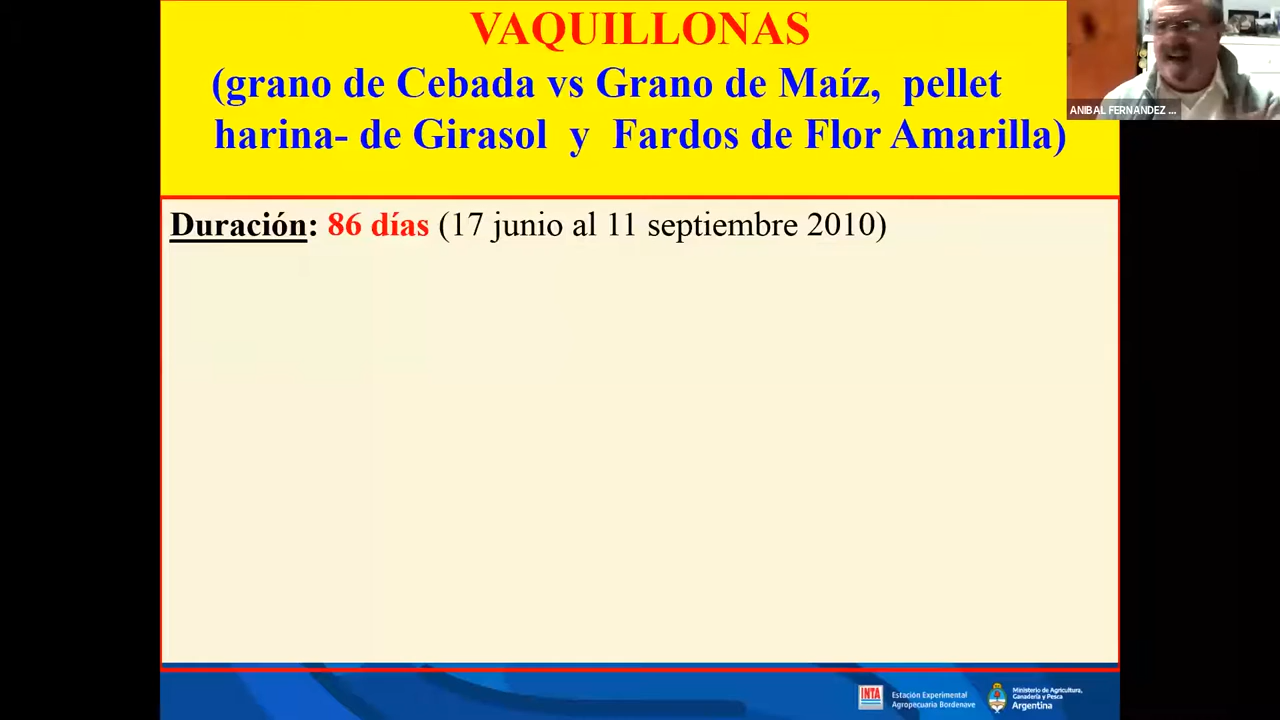 VAQUILLONAS
(grano de Cebada vs Grano de Maíz, pellet
harina- de Girasol y Fardos de Flor Amarilla)
ANIBAL FERNANDEZ ...
Duración: 86 días (17 junio al 11 septiembre 2010)
INTA
Estación Experimental
Agropecuaria Bordenave
Ministerio de Agricultura,
Ganadería y Pesca
Argentina